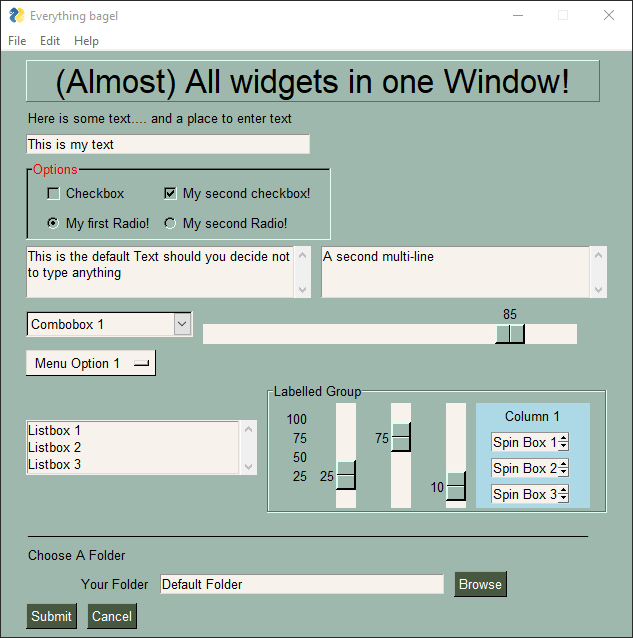 Everything bagel
File Edit Help
(Almost) All widgets in one Window!
Here is some text.... and a place to enter text
This is my text
Options
Checkbox My second checkbox!
My first Radio! My second Radio!
This is the default Text should you decide not
to type anything
A second multi-line
Combobox 1
85
Menu Option 1
Listbox 1
Listbox 2
Listbox 3
Labelled Group
100
75
50
25
25
75
10
Column 1
Spin Box 1
Spin Box 2
Spin Box 3
Choose A Folder
Your Folder Default Folder Browse
Submit Cancel